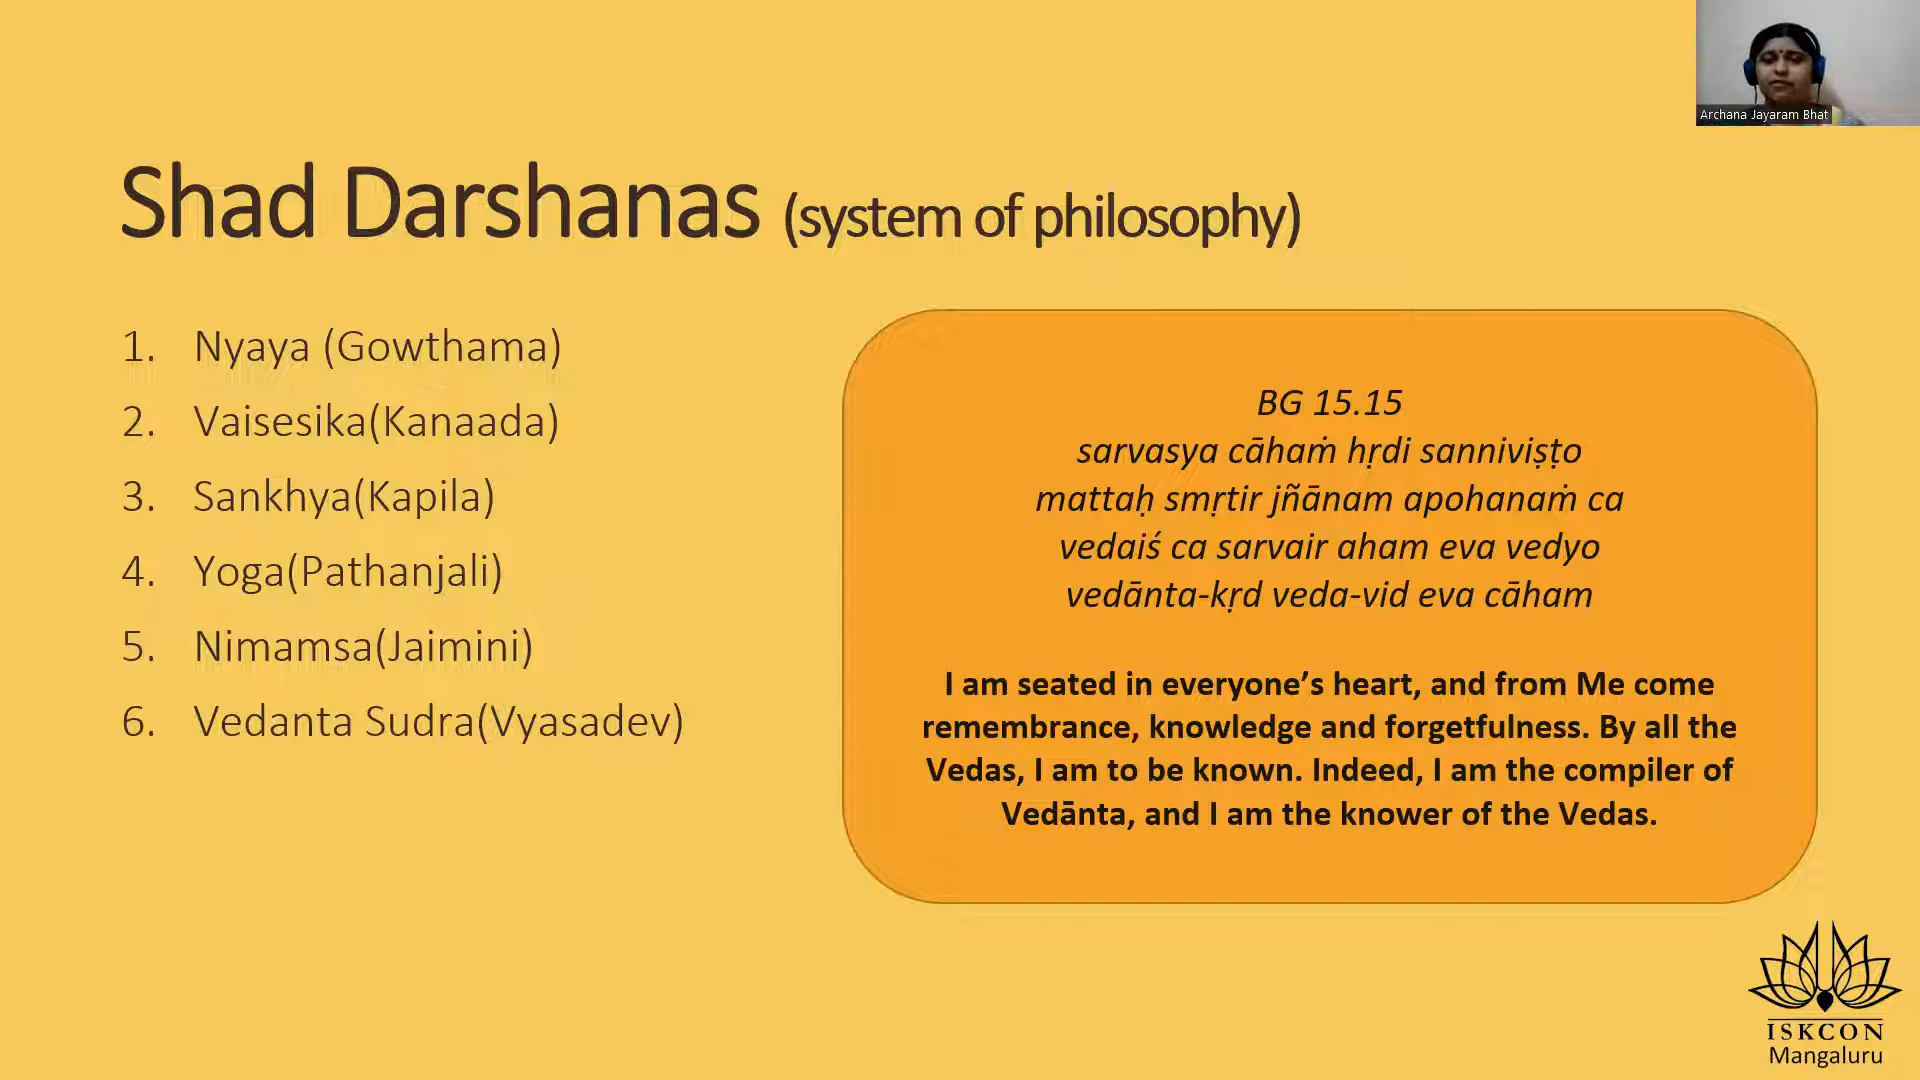 Archana Jayaram Bhat
Shad Darshanas (system of philosophy)
1. Nyaya (Gowthama)
2. Vaisesika(Kanaada)
3. Sankhya(Kapila)
4. Yoga(Pathanjali)
5. Nimamsa(Jaimini)
6. Vedanta Sudra(Vyasadev)
BG 15.15
sarvasya cāhaṁ hṛdi sanniviṣṭo
mattaḥ smṛtir jñānam apohanaṁ ca
vedaiś ca sarvair aham eva vedyo
vedānta-kṛd veda-vid eva cāham
I am seated in everyone’s heart, and from Me come
remembrance, knowledge and forgetfulness. By all the
Vedas, I am to be known. Indeed, I am the compiler of
Vedānta, and I am the knower of the Vedas.
ISKCON
Mangaluru